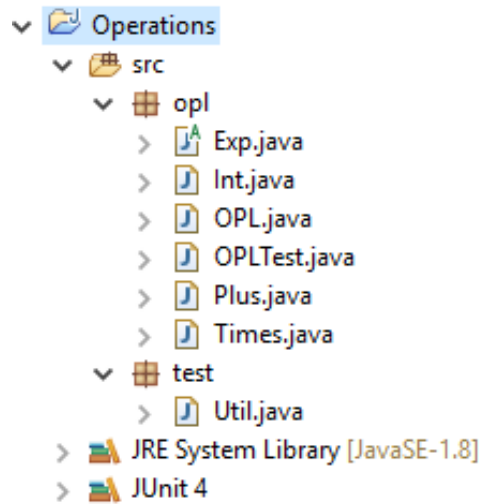 Operations
src
opl
Exp.java
Int.java
OPL.java
OPLTest.java
Plus.java
Times.java
test
Util.java
JRE System Library [JavaSE-1.8]
JUnit 4